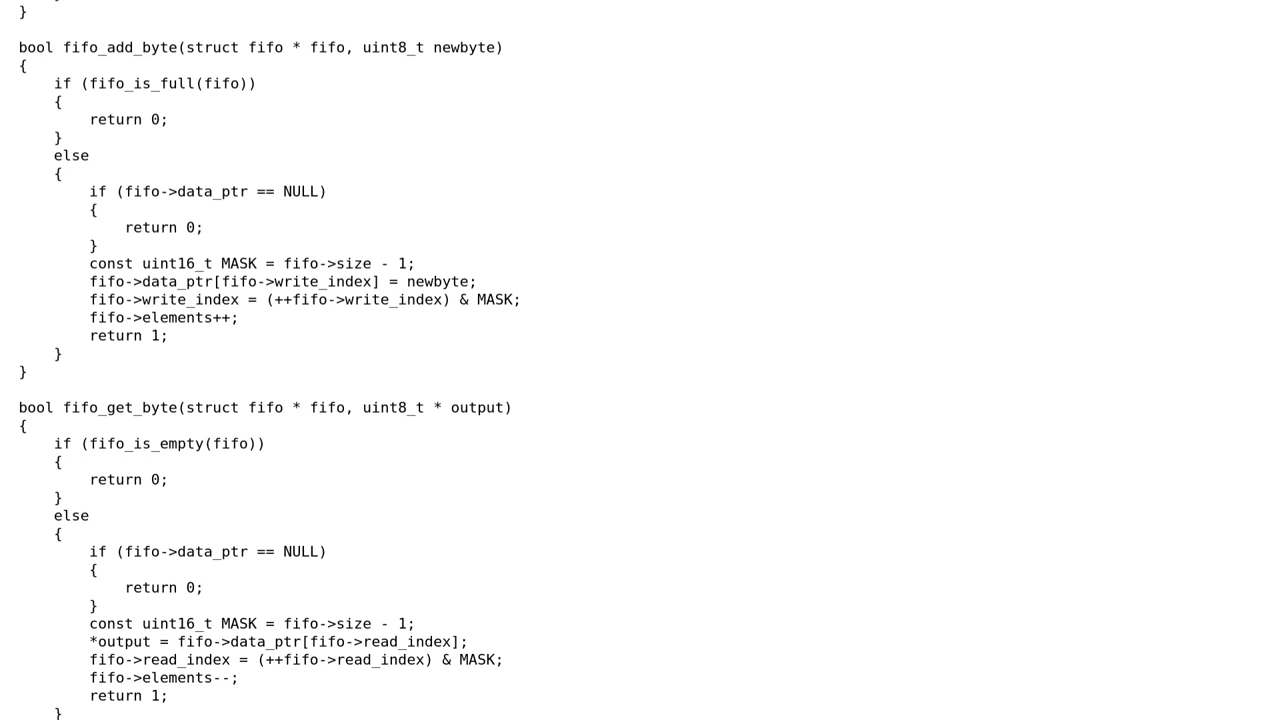 }
bool fifo_add_byte(struct fifo * fifo, uint8_t newbyte)
{
    if (fifo_is_full(fifo))
    {
        return 0;
    }
    else
    {
        if (fifo->data_ptr == NULL)
        {
            return 0;
        }
        const uint16_t MASK = fifo->size - 1;
        fifo->data_ptr[fifo->write_index] = newbyte;
        fifo->write_index = (++fifo->write_index) & MASK;
        fifo->elements++;
        return 1;
    }
}
bool fifo_get_byte(struct fifo * fifo, uint8_t * output)
{
    if (fifo_is_empty(fifo))
    {
        return 0;
    }
    else
    {
        if (fifo->data_ptr == NULL)
        {
            return 0;
        }
        const uint16_t MASK = fifo->size - 1;
        *output = fifo->data_ptr[fifo->read_index];
        fifo->read_index = (++fifo->read_index) & MASK;
        fifo->elements--;
        return 1;
    }